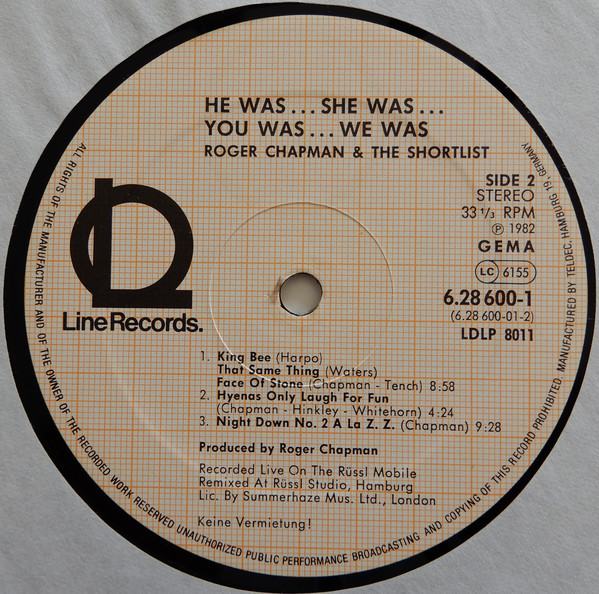 HE WAS...SHE WAS...
YOU WAS...WE WAS
ROGER CHAPMAN & THE SHORTLIST
SIDE 2
STEREO
33 1/3 RPM
℗ 1982
GEMA
LC 6155
6.28 600-1
(6.28 600-01-2)
LDLP 8011
LineRecords.
1. King Bee (Harpo)
That Same Thing (Waters)
Face Of Stone (Chapman - Tench) 8:58
2. Hyenas Only Laugh For Fun
(Chapman - Hinkley - Whitehorn) 4:24
3. Night Down No. 2 A La Z. Z. (Chapman) 9:28
Produced by Roger Chapman
Recorded Live On The Rüssl Mobile
Remixed At Rüssl Studio, Hamburg
Lic. By Summerhaze Mus. Ltd., London
Keine Vermietung!
ALL RIGHTS OF THE MANUFACTURER AND OF THE OWNER OF THE RECORDED WORK RESERVED UNAUTHORIZED PUBLIC PERFORMANCE BROADCASTING AND COPYING OF THIS RECORD PROHIBITED. MANUFACTURED BY TELDEC, HAMBURG 19, GERMANY